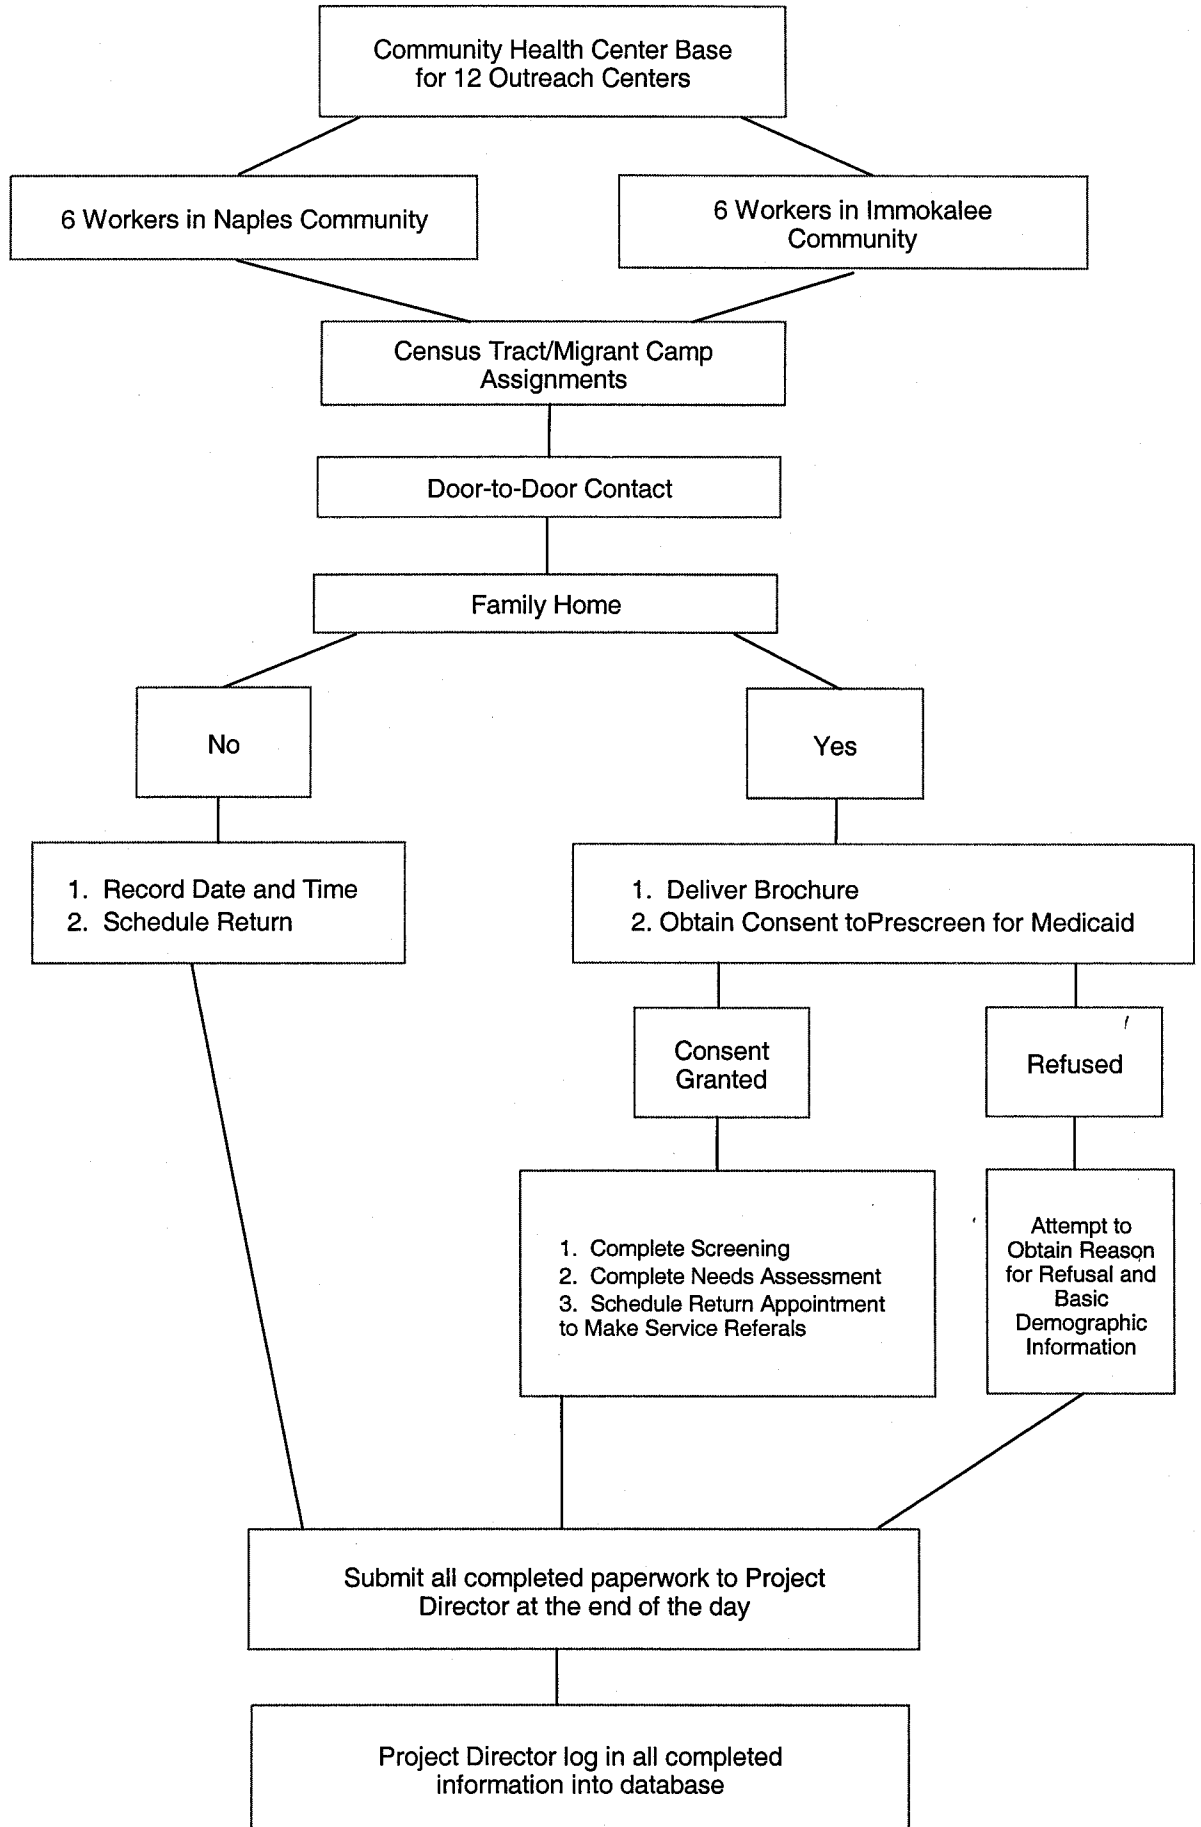 Community Health Center Base
for 12 Outreach Centers
6 Workers in Naples Community
6 Workers in Immokalee
Community
Census Tract/Migrant Camp
Assignments
Door-to-Door Contact
Family Home
No
Yes
1. Record Date and Time
2. Schedule Return
1. Deliver Brochure
2. Obtain Consent toPrescreen for Medicaid
Consent
Granted
Refused
1. Complete Screening
2. Complete Needs Assessment
3. Schedule Return Appointment
to Make Service Referals
Attempt to
Obtain Reason
for Refusal and
Basic
Demographic
Information
Submit all completed paperwork to Project
Director at the end of the day
Project Director log in all completed
information into database